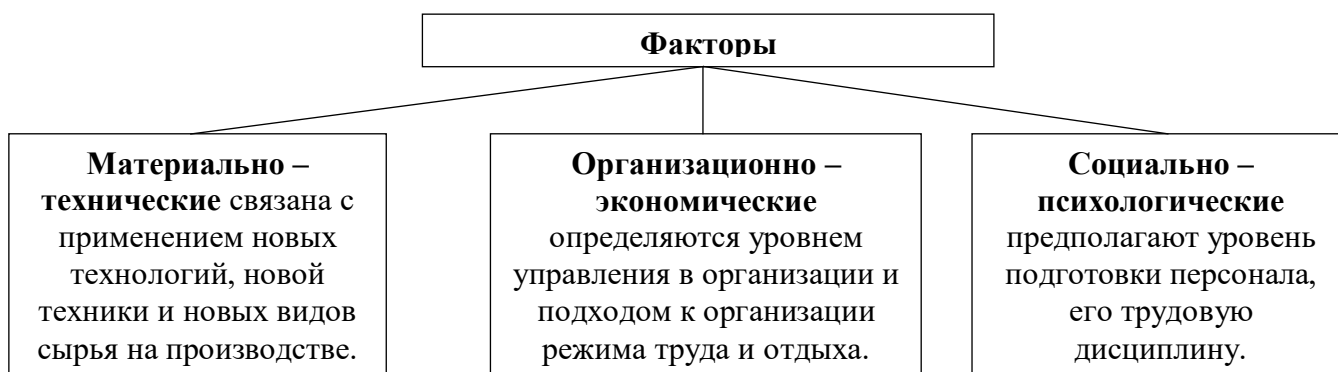 Факторы
Материально –
технические связана с
применением новых
технологий, новой
техники и новых видов
сырья на производстве.
Организационно –
экономические
определяются уровнем
управления в организации и
подходом к организации
режима труда и отдыха.
Социально –
психологические
предполагают уровень
подготовки персонала,
его трудовую
дисциплину.